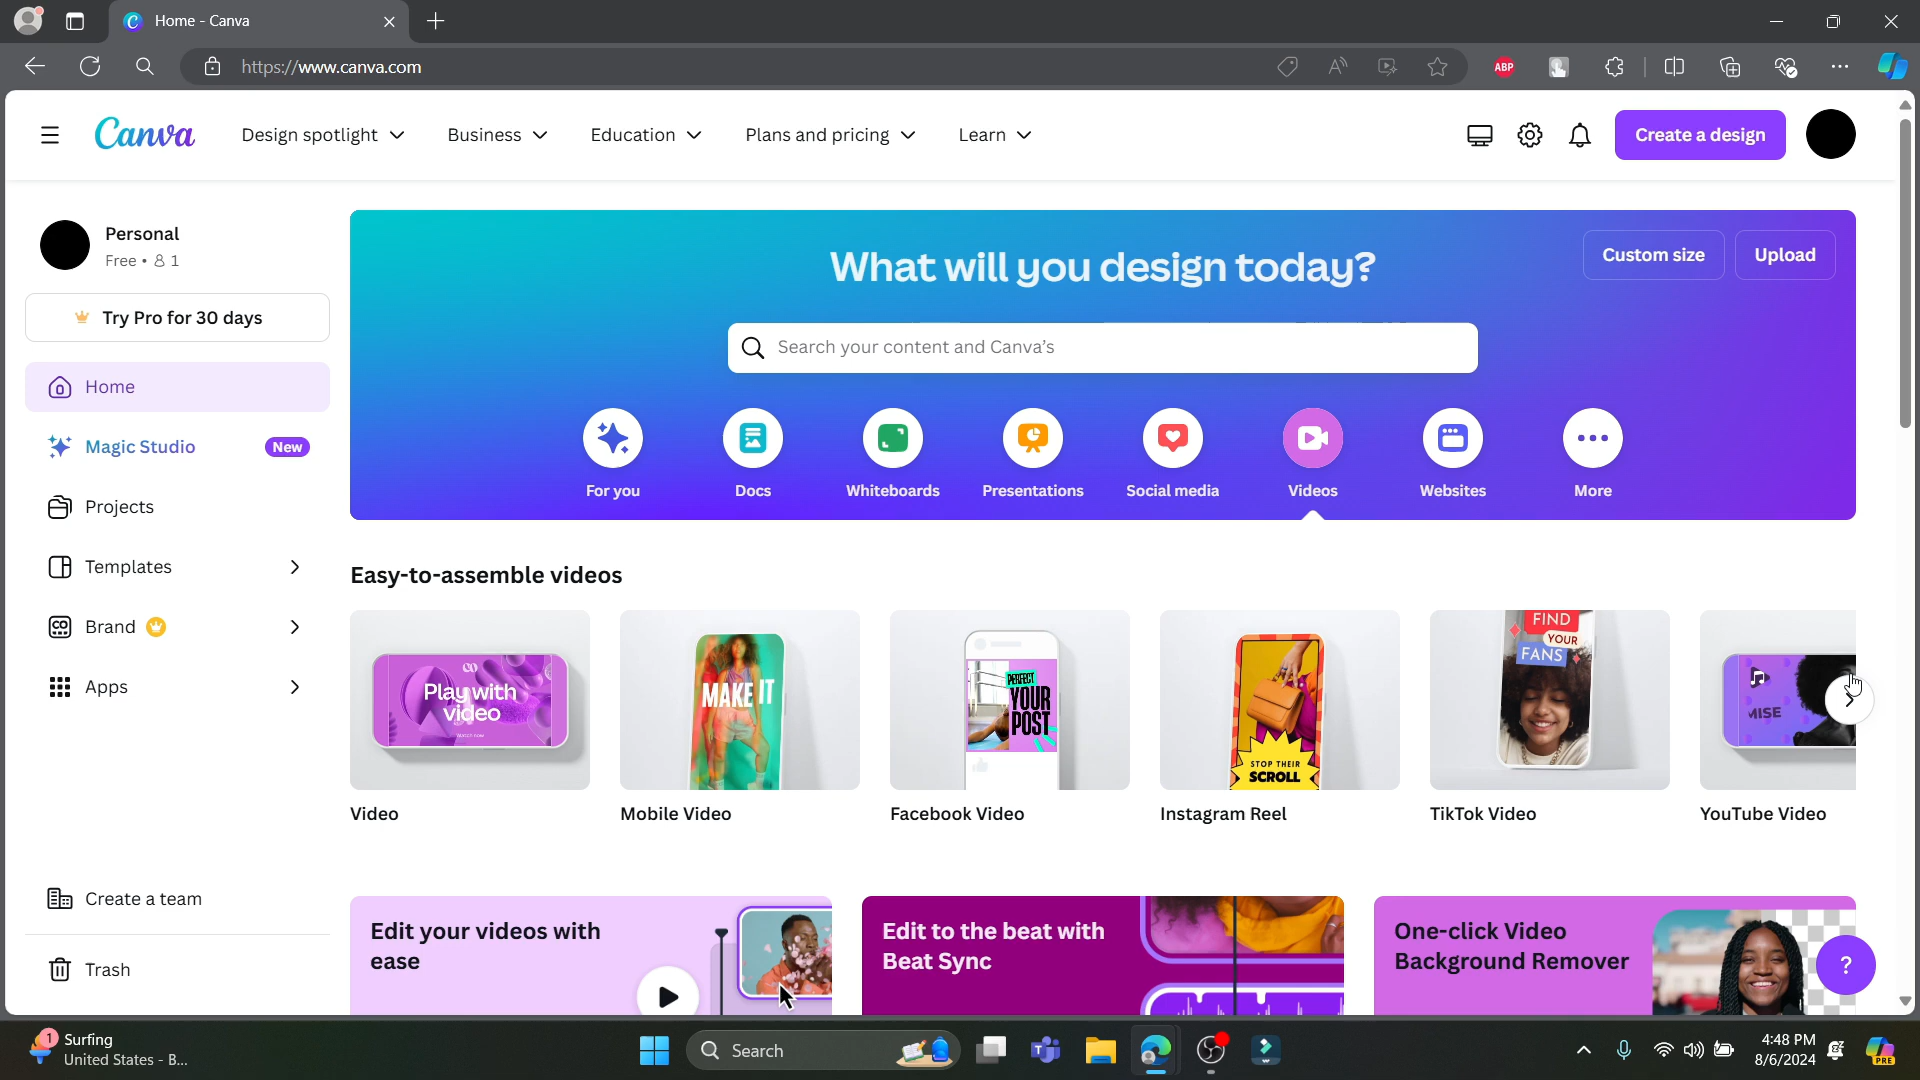 Home - Canva
https://www.canva.com
ABP
Canva
Design spotlight
Business
Education
Plans and pricing
Learn
Create a design
Personal
Free • 1
Try Pro for 30 days
Home
Magic Studio New
Projects
Templates
Brand
Apps
Create a team
Trash
What will you design today?
Custom size
Upload
Search your content and Canva's
For you
Docs
Whiteboards
Presentations
Social media
Videos
Websites
More
Easy-to-assemble videos
Play with
video
MAKE IT
PERFECT
YOUR
POST
STOP THEIR
SCROLL
FIND
YOUR
FANS
MISE
Video
Mobile Video
Facebook Video
Instagram Reel
TikTok Video
YouTube Video
Edit your videos with
ease
Edit to the beat with
Beat Sync
One-click Video
Background Remover
?
1
Surfing
United States - B...
Search
4:48 PM
8/6/2024
PRE